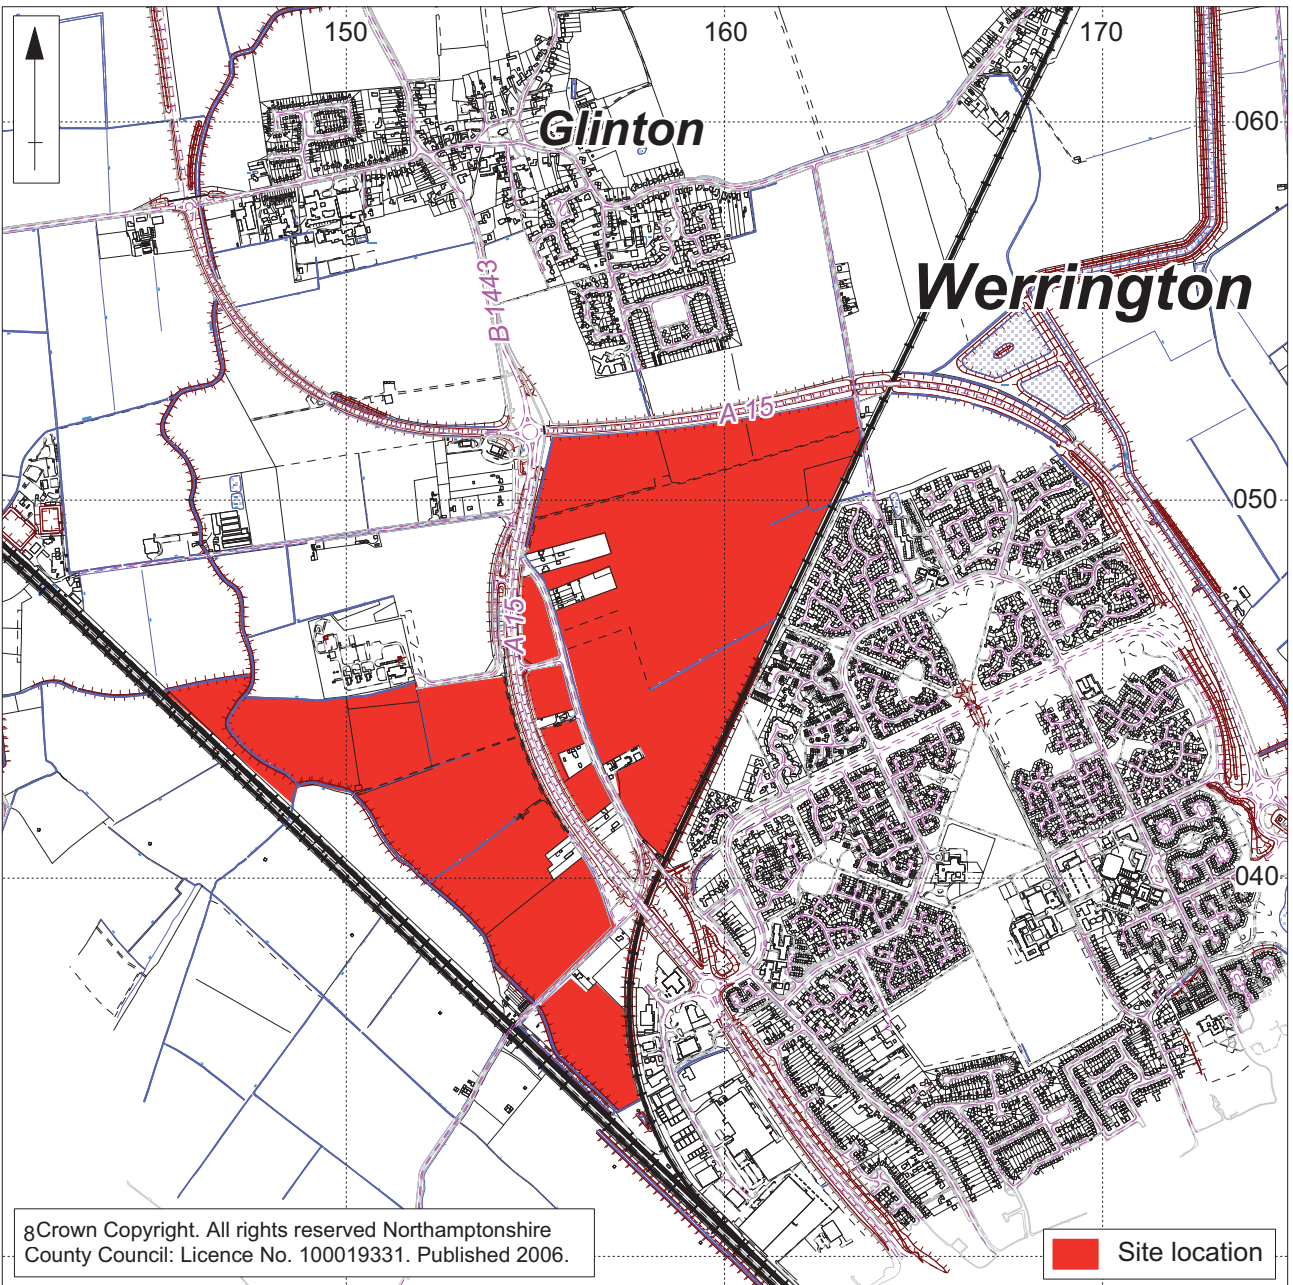 150
160
170
Glinton
060
B 1443
Werrington
A 15
050
A 15
040
8Crown Copyright. All rights reserved Northamptonshire
County Council: Licence No. 100019331. Published 2006.
Site location